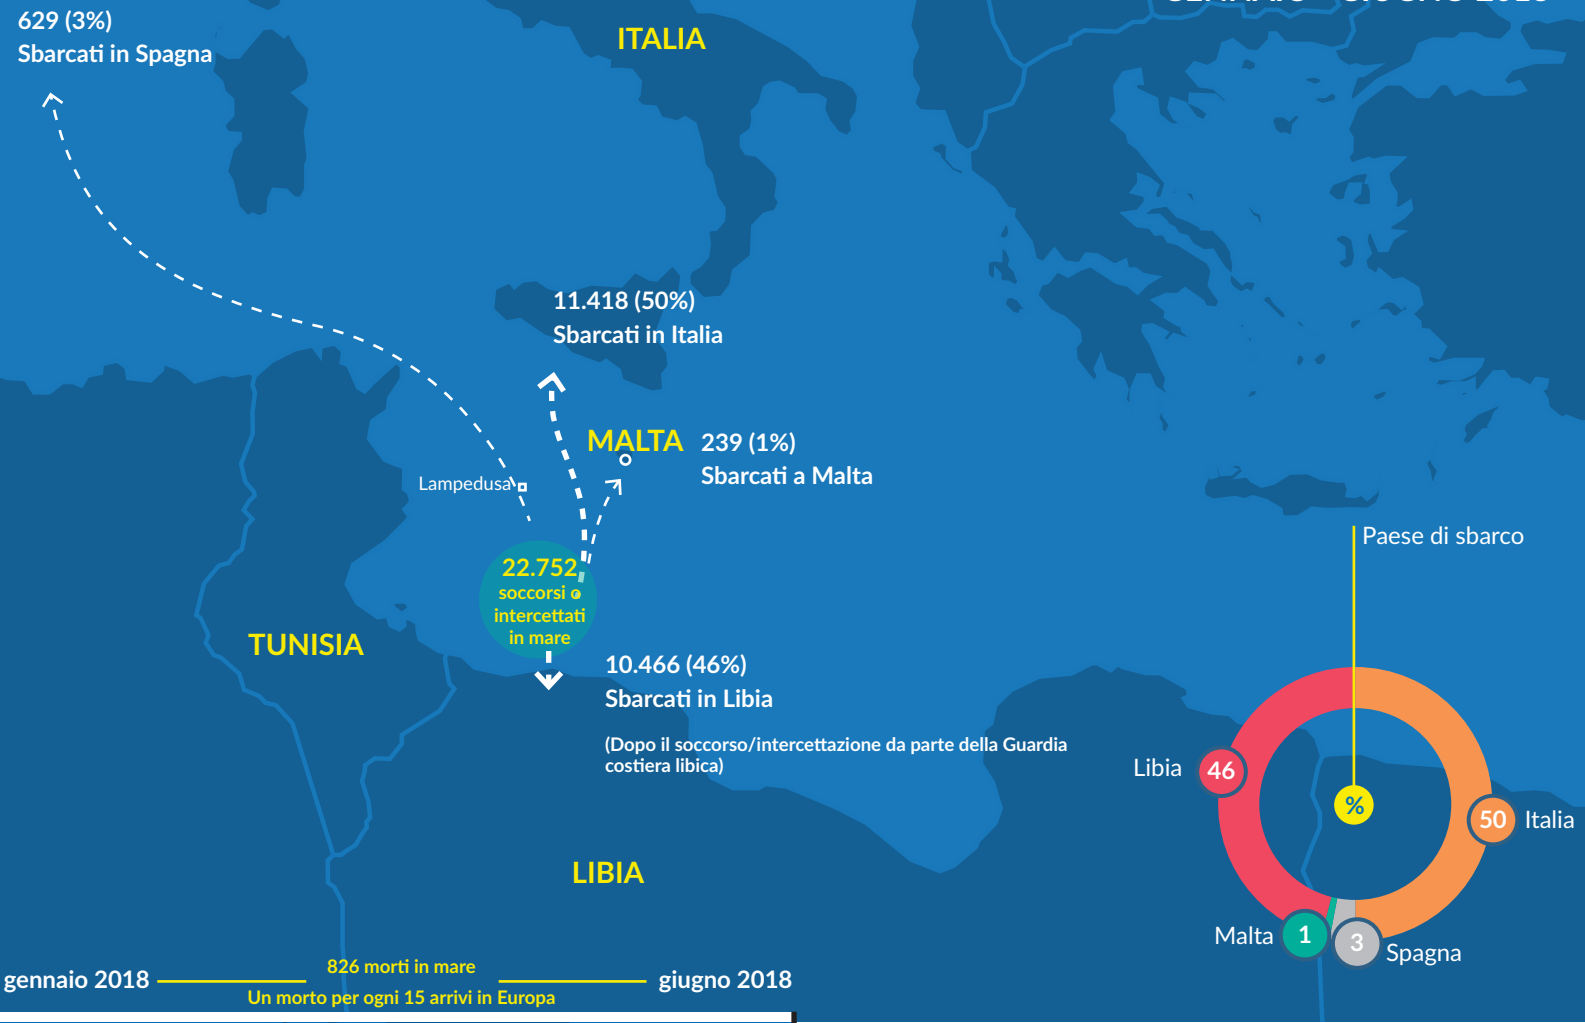 629 (3%)
Sbarcati in Spagna
ITALIA
11.418 (50%)
Sbarcati in Italia
MALTA
239 (1%)
Sbarcati a Malta
Lampedusa
22.752
soccorsi o
intercettati
in mare
TUNISIA
10.466 (46%)
Sbarcati in Libia
(Dopo il soccorso/intercettazione da parte della Guardia
costiera libica)
LIBIA
Paese di sbarco
Libia
46
%
50
Italia
Malta
1
3
Spagna
gennaio 2018
826 morti in mare
Un morto per ogni 15 arrivi in Europa
giugno 2018